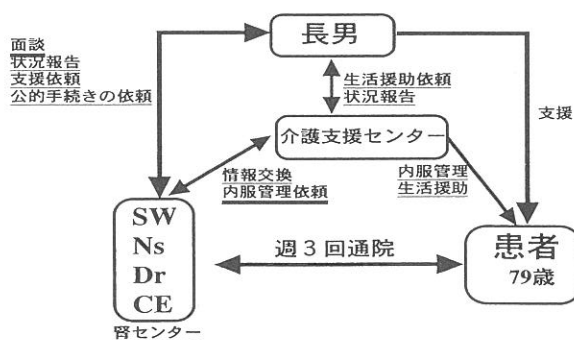 面談
状況報告
支援依頼
公的手続きの依頼
長男
生活援助依頼
状況報告
支援
介護支援センター
情報交換
内服管理依頼
内服管理
生活援助
SW
Ns
Dr
CE
腎センター
週3回通院
患者
79歳